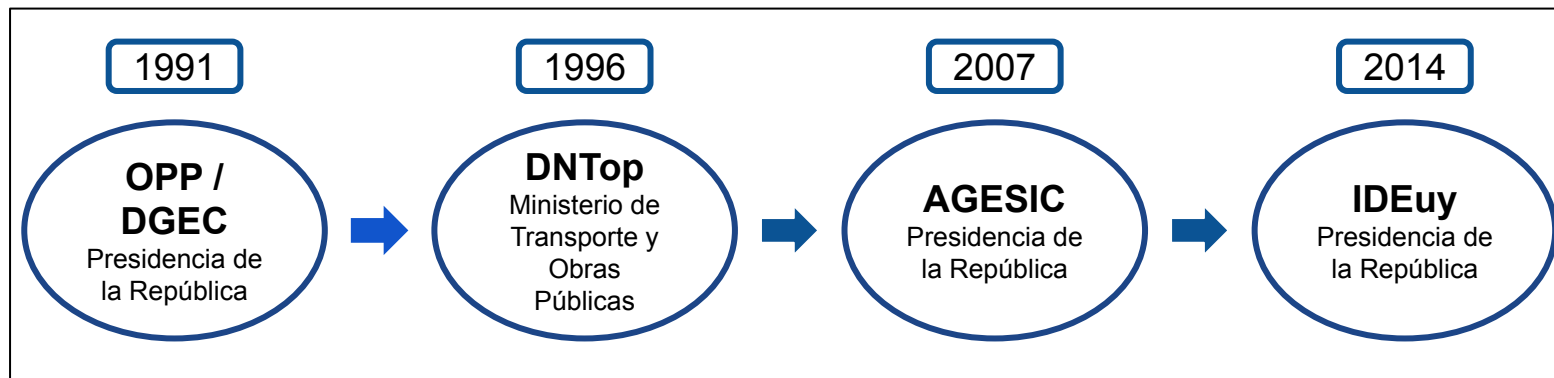 1991
OPP /
DGEC
Presidencia de
la República
1996
DNTop
Ministerio de
Transporte y
Obras
Públicas
2007
AGESIC
Presidencia de
la República
2014
IDEuy
Presidencia de
la República